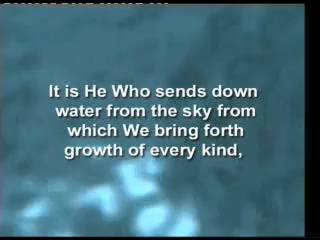 It is He Who sends down
water from the sky from
which We bring forth
growth of every kind,